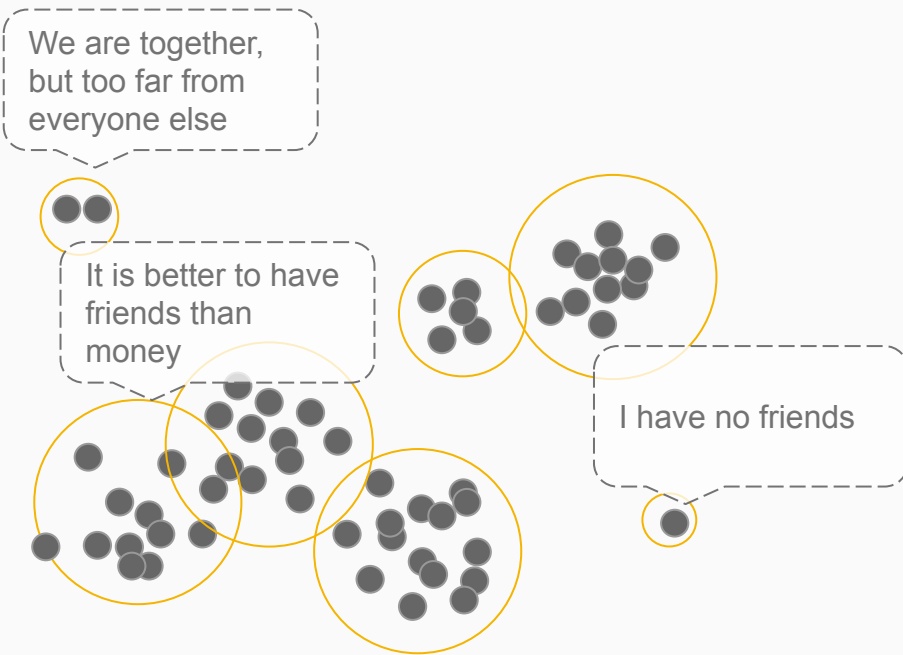 We are together,
but too far from
everyone else
It is better to have
friends than
money
I have no friends